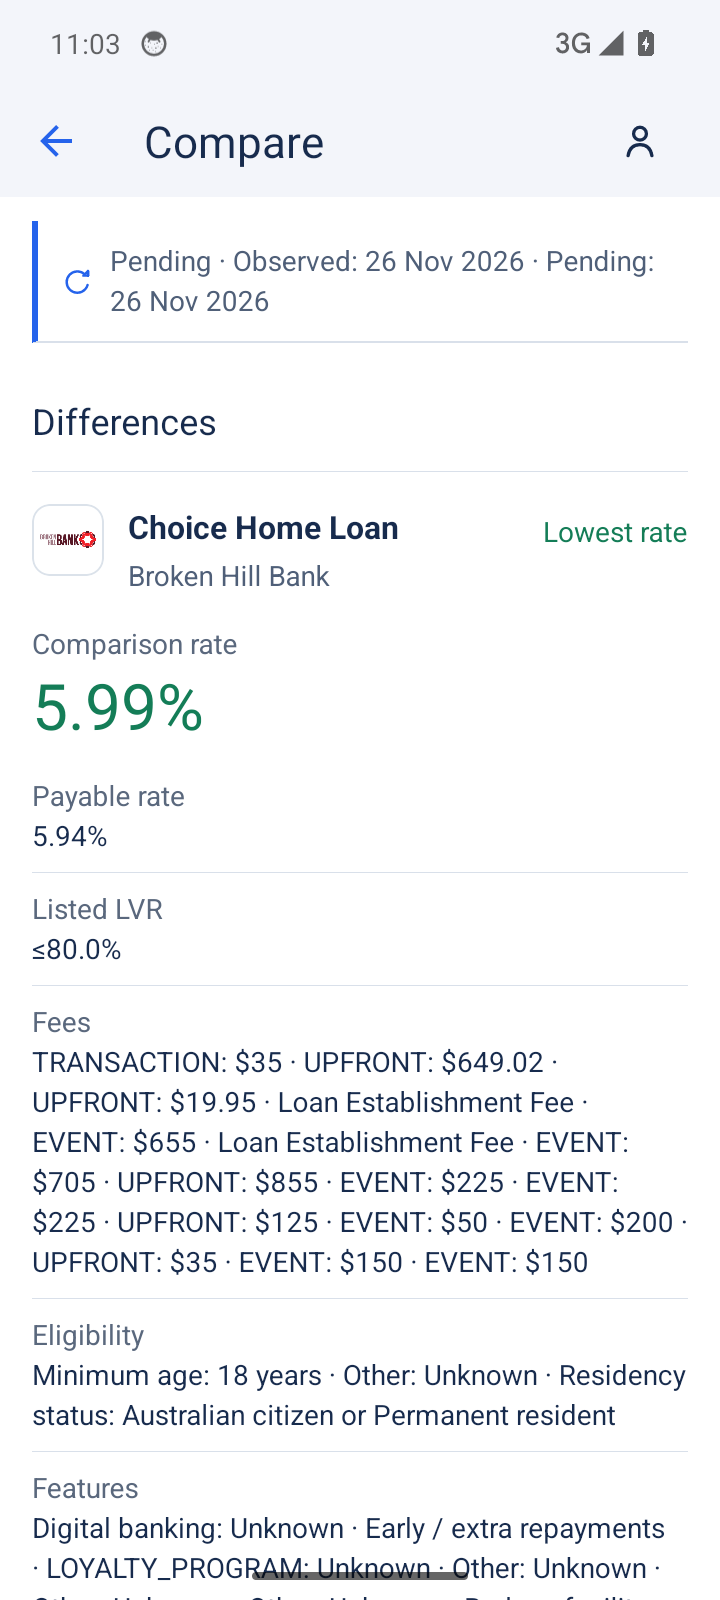 11:03
3G
Compare
Pending · Observed: 26 Nov 2026 · Pending:
26 Nov 2026
Differences
BROKEN
HILL BANK
Choice Home Loan
Lowest rate
Broken Hill Bank
Comparison rate
5.99%
Payable rate
5.94%
Listed LVR
≤80.0%
Fees
TRANSACTION: $35 · UPFRONT: $649.02 ·
UPFRONT: $19.95 · Loan Establishment Fee ·
EVENT: $655 · Loan Establishment Fee · EVENT:
$705 · UPFRONT: $855 · EVENT: $225 · EVENT:
$225 · UPFRONT: $125 · EVENT: $50 · EVENT: $200 ·
UPFRONT: $35 · EVENT: $150 · EVENT: $150
Eligibility
Minimum age: 18 years · Other: Unknown · Residency
status: Australian citizen or Permanent resident
Features
Digital banking: Unknown · Early / extra repayments
· LOYALTY_PROGRAM: Unknown · Other: Unknown ·